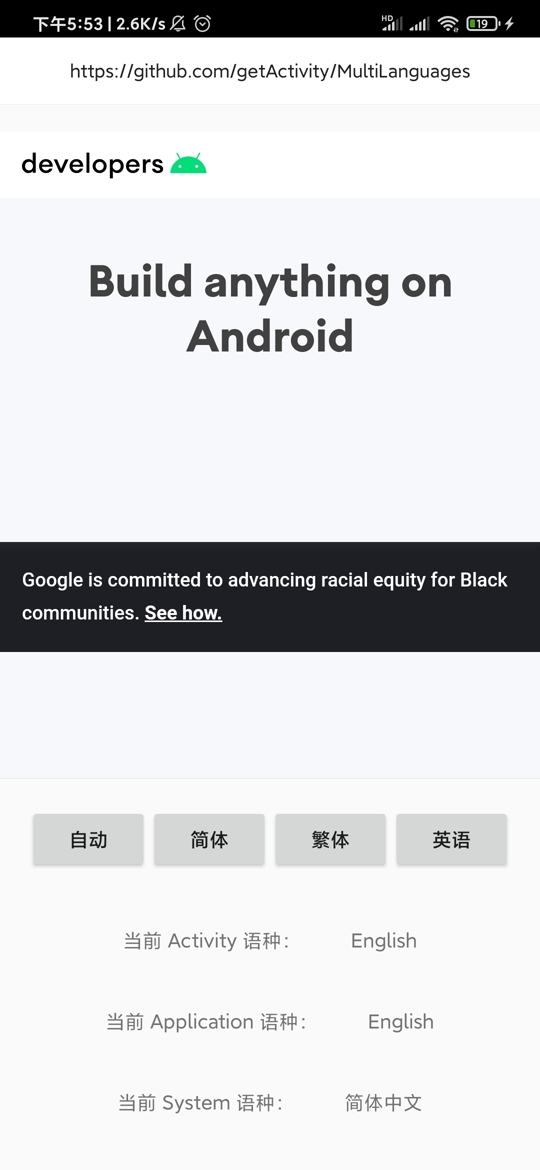 下午5:53 | 2.6K/s HD 19
https://github.com/getActivity/MultiLanguages
developers
Build anything on
Android
Google is committed to advancing racial equity for Black
communities. See how.
自动 简体 繁体 英语
当前 Activity 语种： English
当前 Application 语种： English
当前 System 语种： 简体中文